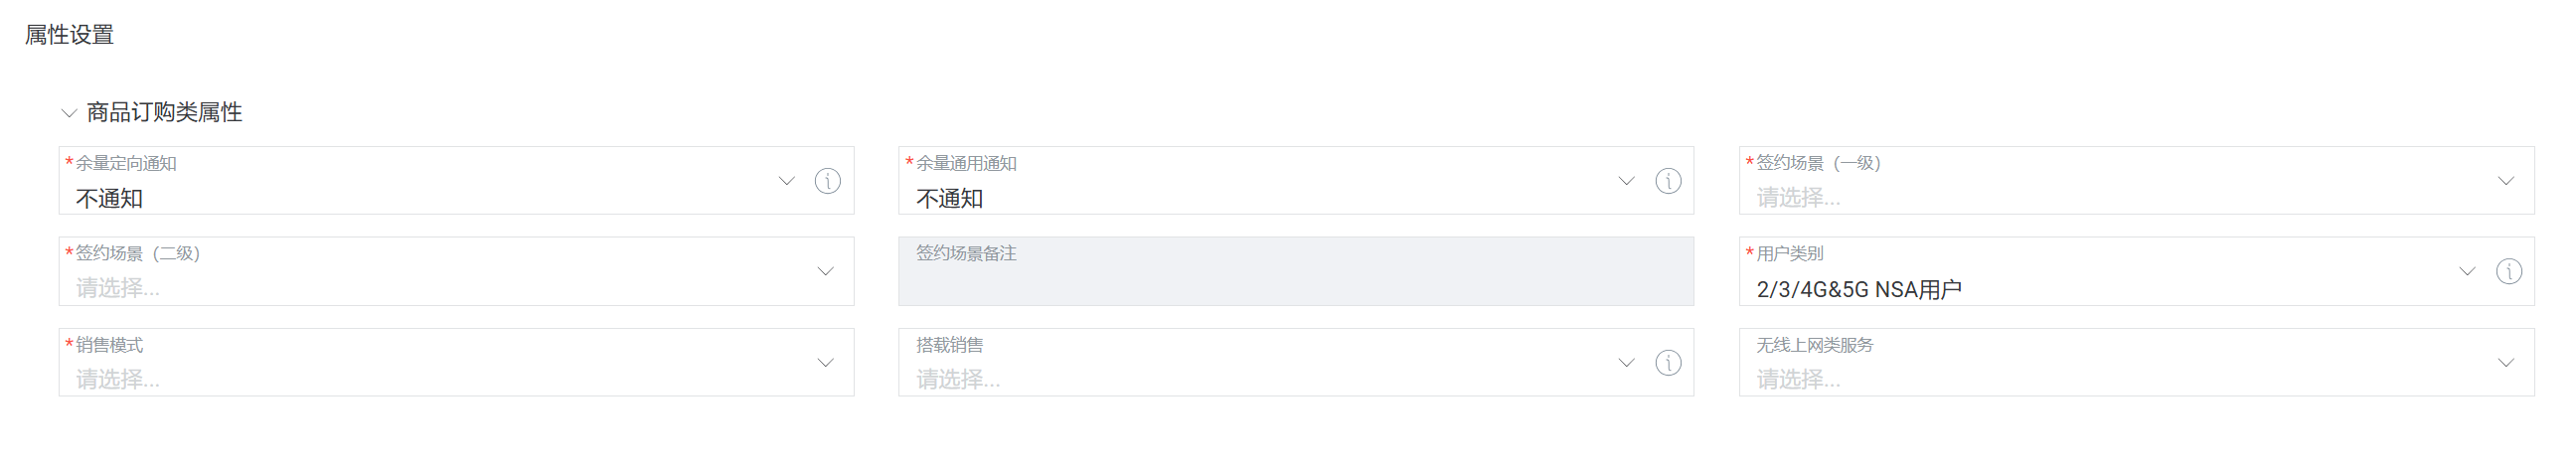 属性设置
商品订购类属性
*余量定向通知
不通知
*余量通用通知
不通知
*签约场景（一级）
请选择...
*签约场景（二级）
请选择...
签约场景备注
*用户类别
2/3/4G&5G NSA用户
*销售模式
请选择...
搭载销售
请选择...
无线上网类服务
请选择...